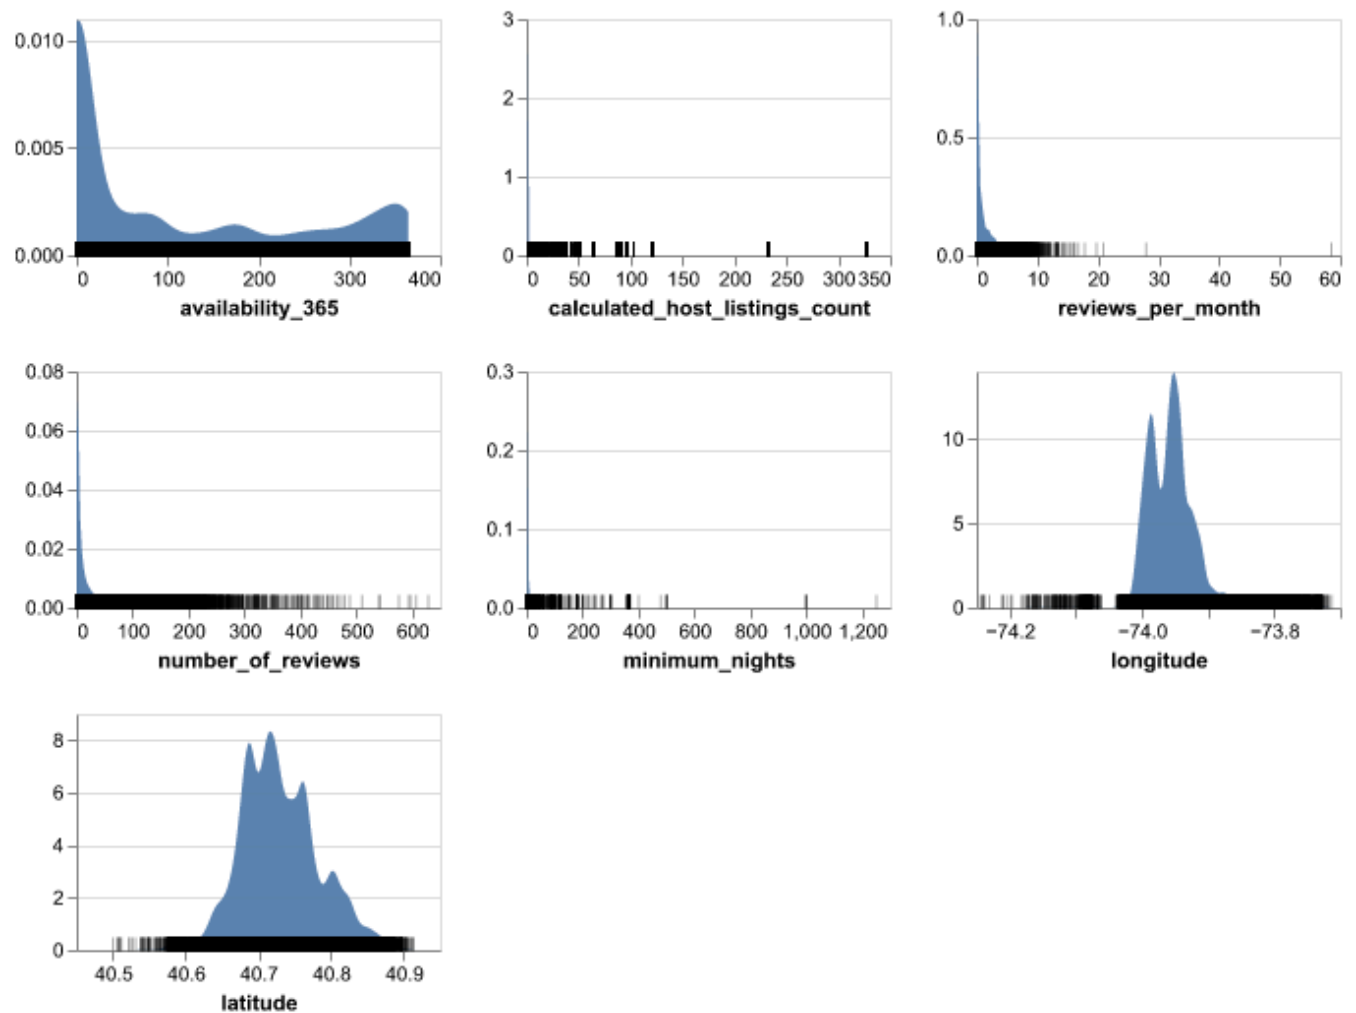 0.010
0.005
0.000
0 100 200 300 400
availability_365
3
2
1
0
0 50 100 150 200 250 300 350
calculated_host_listings_count
1.0
0.5
0.0
0 10 20 30 40 50 60
reviews_per_month
0.08
0.06
0.04
0.02
0.00
0 100 200 300 400 500 600
number_of_reviews
0.3
0.2
0.1
0.0
0 200 400 600 800 1,000 1,200
minimum_nights
10
5
0
−74.2 −74.0 −73.8
longitude
8
6
4
2
0
40.5 40.6 40.7 40.8 40.9
latitude